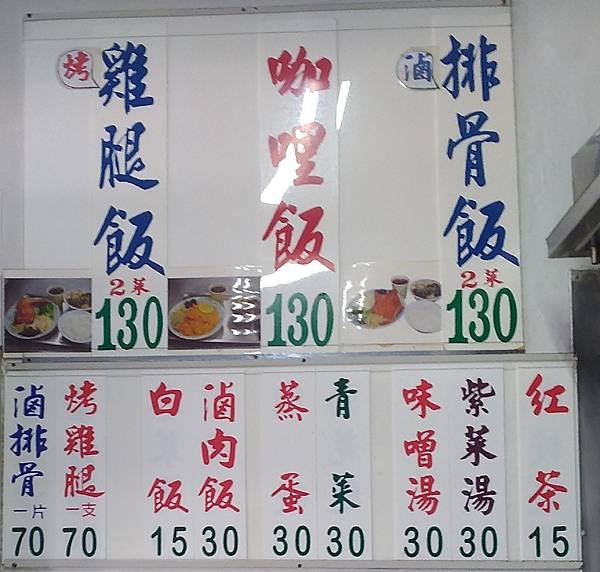 滷
排骨飯
2菜
130
咖哩飯
130
烤
雞腿飯
2菜
130
紅茶
15
紫菜湯
30
味噌湯
30
青菜
30
蒸蛋
30
滷肉飯
30
白飯
15
烤雞腿
一支
70
滷排骨
一片
70